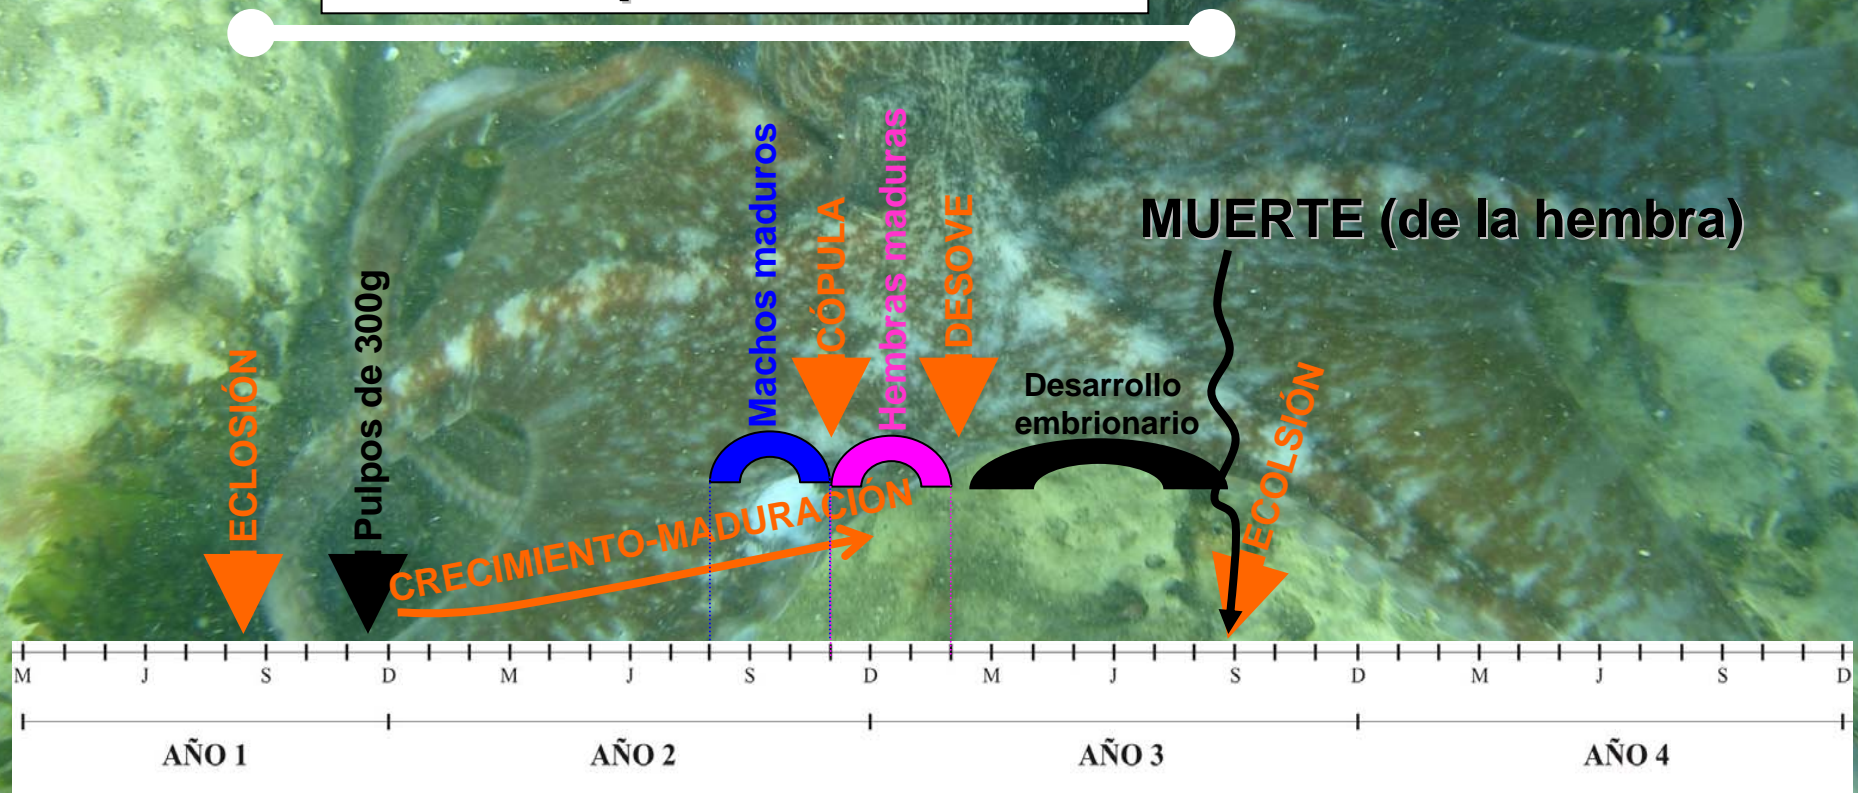 Machos maduros
CÓPULA
Hembras maduras
DESOVE
MUERTE (de la hembra)
ECLOSIÓN
Pulpos de 300g
Desarrollo
embrionario
ECOLSIÓN
CRECIMIENTO-MADURACIÓN
M J S D M J S D M J S D M J S D
AÑO 1 AÑO 2 AÑO 3 AÑO 4